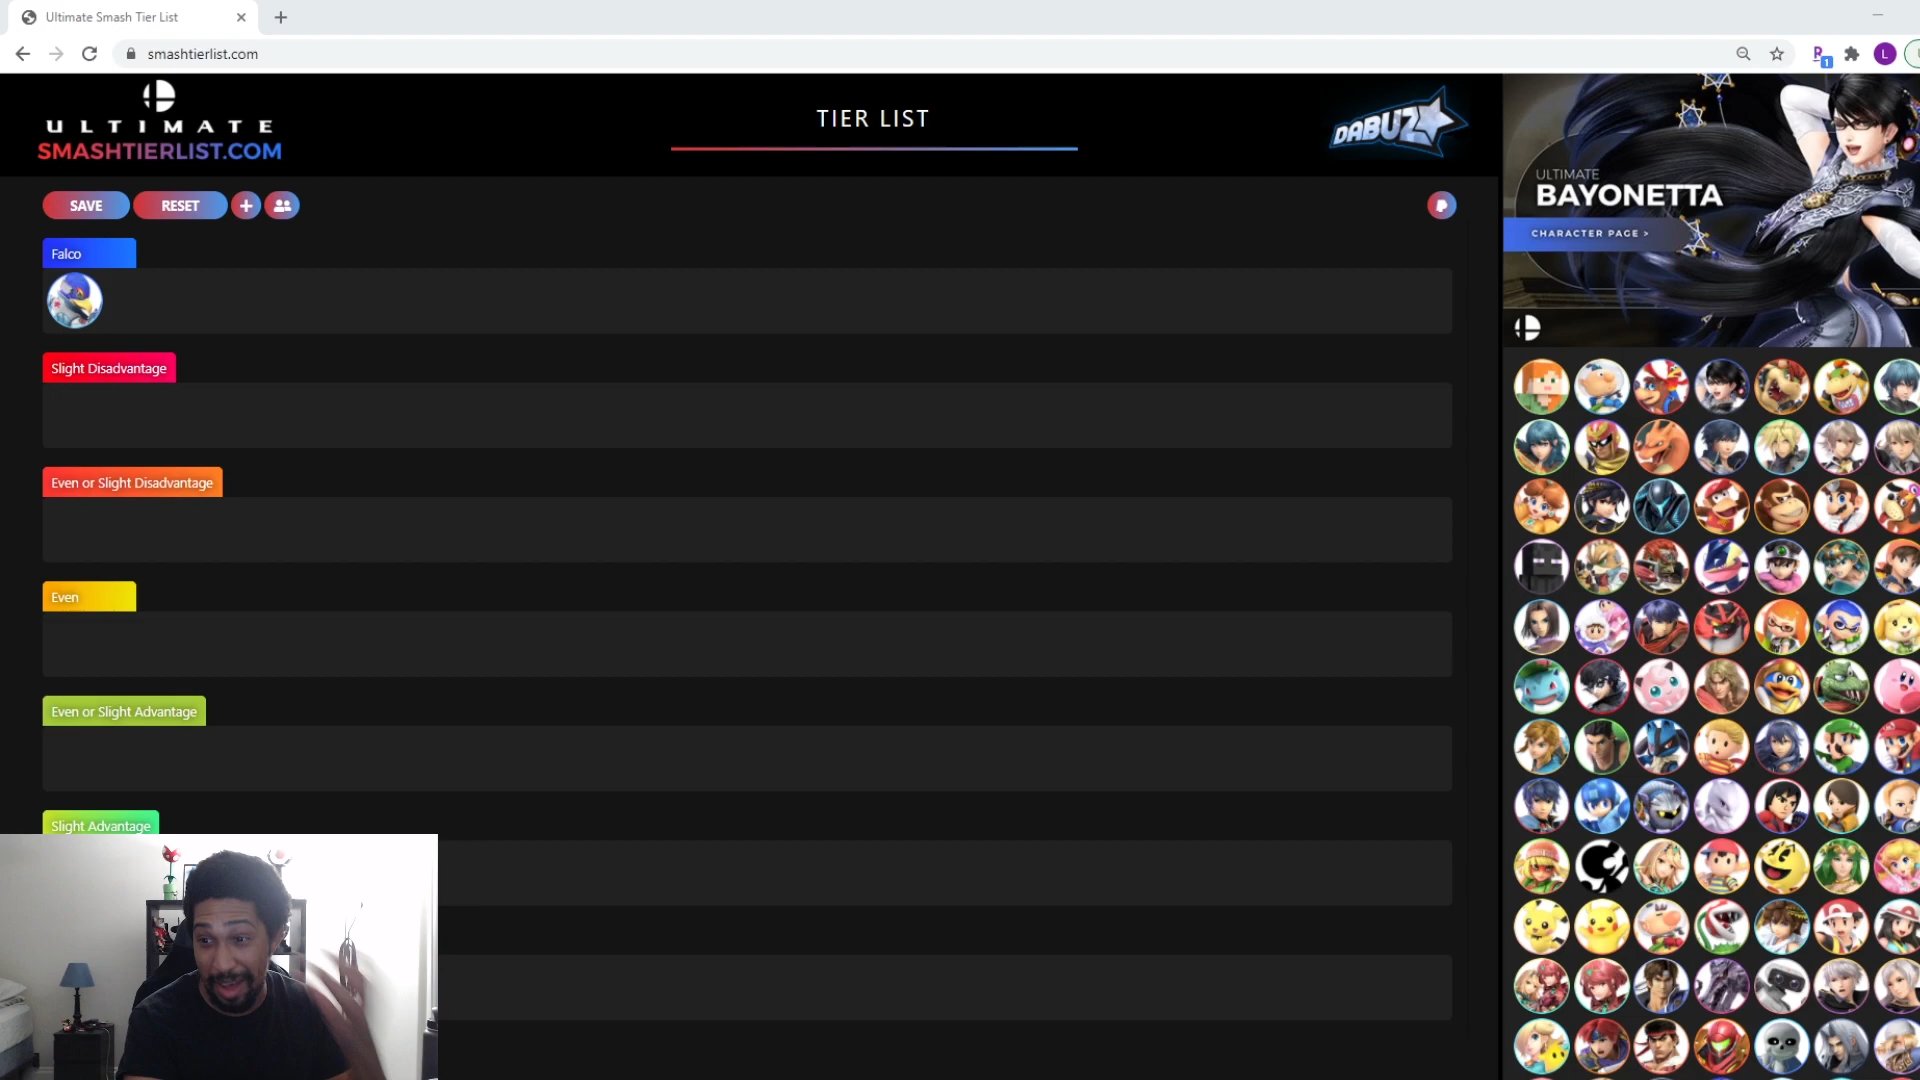 Ultimate Smash Tier List
smashtierlist.com
1
L
ULTIMATE
SMASHTIERLIST.COM
TIER LIST
DABUZ
ULTIMATE
BAYONETTA
CHARACTER PAGE >
SAVE
RESET
Falco
Slight Disadvantage
Even or Slight Disadvantage
Even
Even or Slight Advantage
Slight Advantage